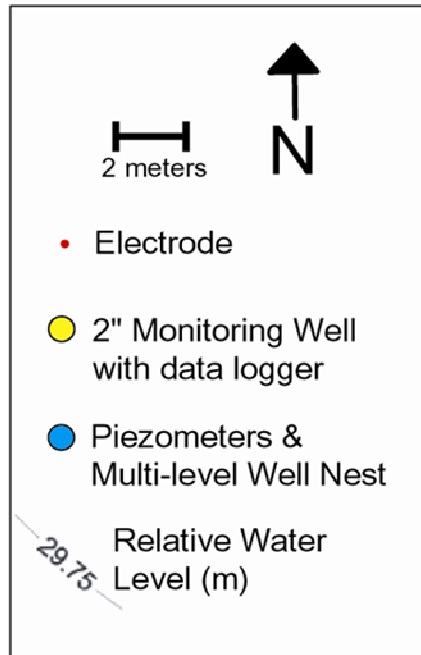 2 meters
N
Electrode
2" Monitoring Well
with data logger
Piezometers &
Multi-level Well Nest
29.75
Relative Water
Level (m)